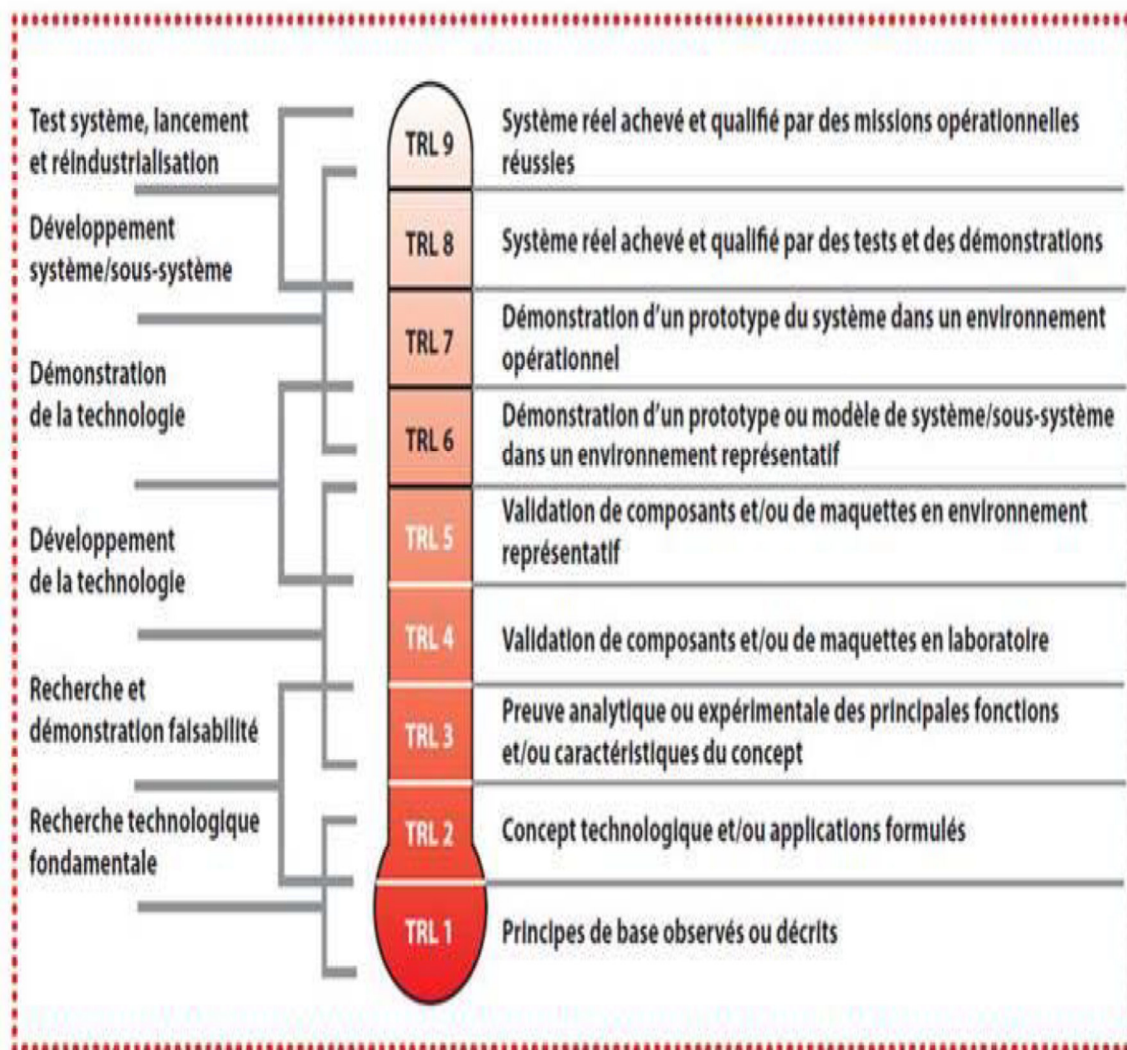 Test système, lancement
et réindustrialisation
Développement
système/sous-système
Démonstration
de la technologie
Développement
de la technologie
Recherche et
démonstration faisabilité
Recherche technologique
fondamentale
TRL 9
Système réel achevé et qualifié par des missions opérationnelles
réussies
TRL 8
Système réel achevé et qualifié par des tests et des démonstrations
TRL 7
Démonstration d’un prototype du système dans un environnement
opérationnel
TRL 6
Démonstration d’un prototype ou modèle de système/sous-système
dans un environnement représentatif
TRL 5
Validation de composants et/ou de maquettes en environnement
représentatif
TRL 4
Validation de composants et/ou de maquettes en laboratoire
TRL 3
Preuve analytique ou expérimentale des principales fonctions
et/ou caractéristiques du concept
TRL 2
Concept technologique et/ou applications formulés
TRL 1
Principes de base observés ou décrits